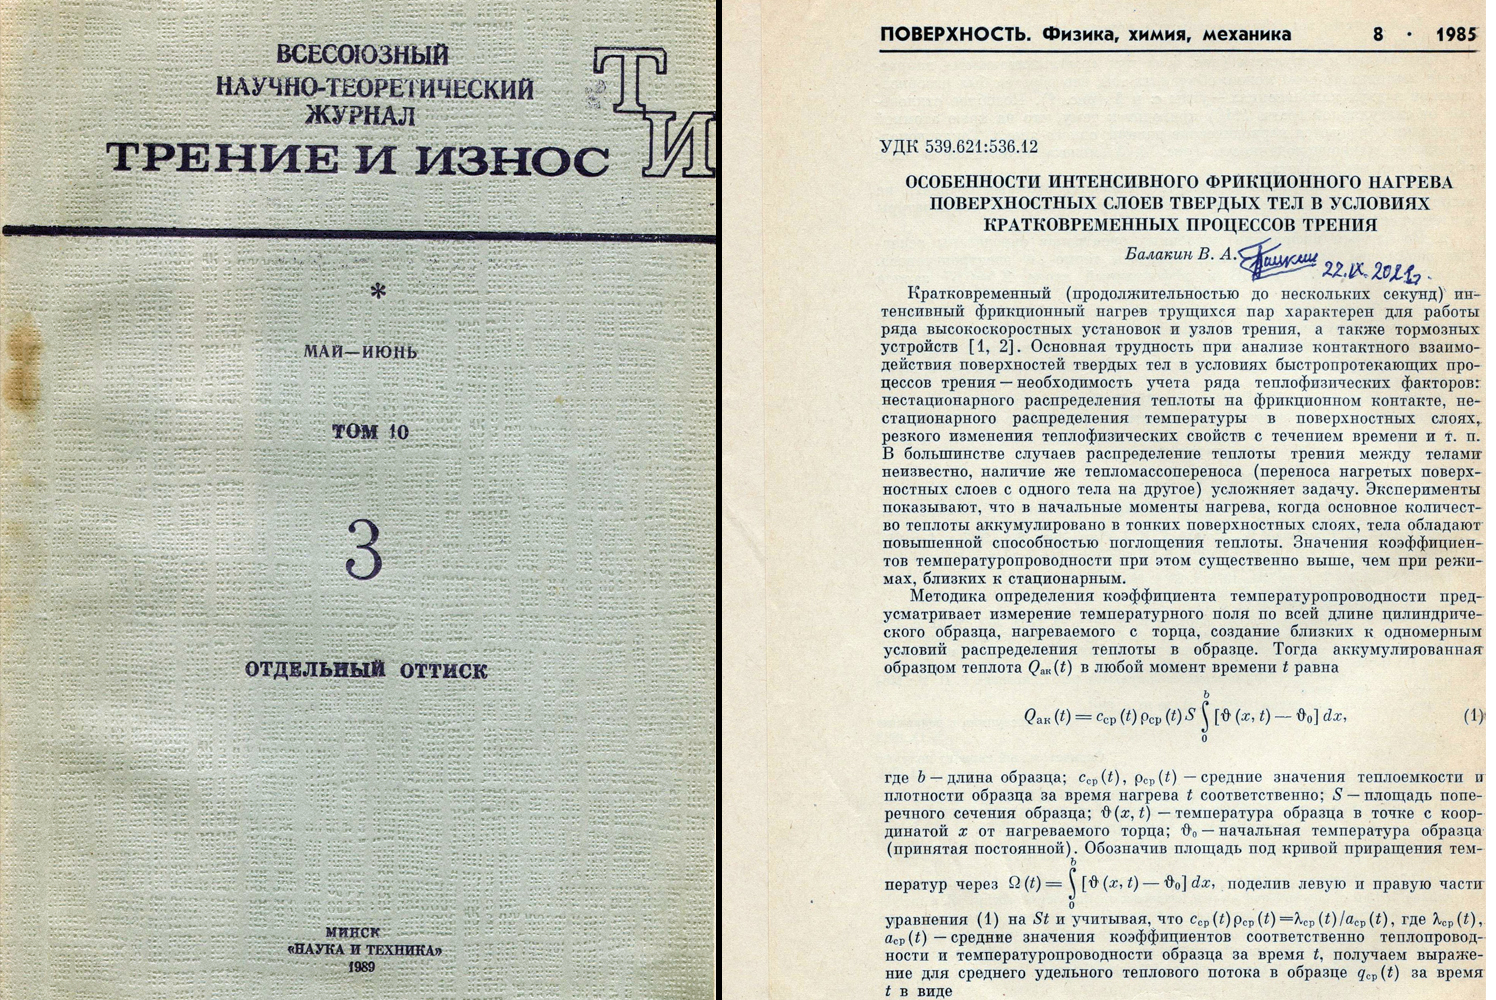 ВСЕСОЮЗНЫЙ
НАУЧНО-ТЕОРЕТИЧЕСКИЙ
ЖУРНАЛ
ТРЕНИЕ И ИЗНОС
ТИ
*
МАЙ—ИЮНЬ
ТОМ 10
3
ОТДЕЛЬНЫЙ ОТТИСК
МИНСК
«НАУКА И ТЕХНИКА»
1989
ПОВЕРХНОСТЬ. Физика, химия, механика 8 · 1985
УДК 539.621:536.12
ОСОБЕННОСТИ ИНТЕНСИВНОГО ФРИКЦИОННОГО НАГРЕВА
ПОВЕРХНОСТНЫХ СЛОЕВ ТВЕРДЫХ ТЕЛ В УСЛОВИЯХ
КРАТКОВРЕМЕННЫХ ПРОЦЕССОВ ТРЕНИЯ
Балакин В. А.
22.IX.2021г.
Кратковременный (продолжительностью до нескольких секунд) ин-
тенсивный фрикционный нагрев трущихся пар характерен для работы
ряда высокоскоростных установок и узлов трения, а также тормозных
устройств [1, 2]. Основная трудность при анализе контактного взаимо-
действия поверхностей твердых тел в условиях быстропротекающих про-
цессов трения — необходимость учета ряда теплофизических факторов:
нестационарного распределения теплоты на фрикционном контакте, не-
стационарного распределения температуры в поверхностных слоях,
резкого изменения теплофизических свойств с течением времени и т. п.
В большинстве случаев распределение теплоты трения между телами
неизвестно, наличие же тепломассопереноса (переноса нагретых поверх-
ностных слоев с одного тела на другое) усложняет задачу. Эксперименты
показывают, что в начальные моменты нагрева, когда основное количест-
во теплоты аккумулировано в тонких поверхностных слоях, тела обладают
повышенной способностью поглощения теплоты. Значения коэффициен-
тов температуропроводности при этом существенно выше, чем при режи-
мах, близких к стационарным.
Методика определения коэффициента температуропроводности пред-
усматривает измерение температурного поля по всей длине цилиндриче-
ского образца, нагреваемого с торца, создание близких к одномерным
условий распределения теплоты в образце. Тогда аккумулированная
образцом теплота Qак(t) в любой момент времени t равна
Qак(t) = cср(t)ρср(t)S ∫₀ᵇ [ϑ(x, t) — ϑ₀] dx, (1)
где b — длина образца; cср(t), ρср(t) — средние значения теплоемкости и
плотности образца за время нагрева t соответственно; S — площадь попе-
речного сечения образца; ϑ(x, t) — температура образца в точке с коор-
динатой x от нагреваемого торца; ϑ₀ — начальная температура образца
(принятая постоянной). Обозначив площадь под кривой приращения тем-
ператур через Ω(t) = ∫₀ᵇ [ϑ(x, t) — ϑ₀] dx, поделив левую и правую части
уравнения (1) на St и учитывая, что cср(t)ρср(t)=λср(t)/aср(t), где λср(t),
aср(t) — средние значения коэффициентов соответственно теплопровод-
ности и температуропроводности образца за время t, получаем выраже-
ние для среднего удельного теплового потока в образце qср(t) за время
t в виде